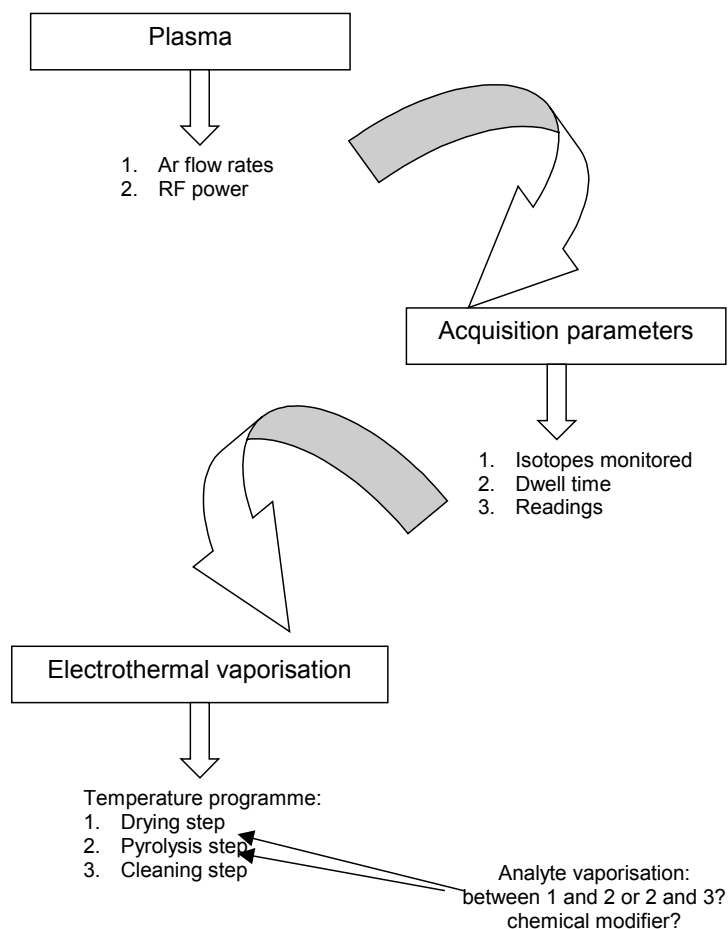 Plasma
1. Ar flow rates
2. RF power
Acquisition parameters
1. Isotopes monitored
2. Dwell time
3. Readings
Electrothermal vaporisation
Temperature programme:
1. Drying step
2. Pyrolysis step
3. Cleaning step
Analyte vaporisation:
between 1 and 2 or 2 and 3?
chemical modifier?